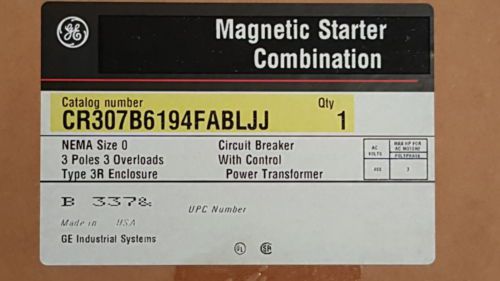 GE
Magnetic Starter
Combination
Catalog number
Qty
CR307B6194FABLJJ
1
NEMA Size 0
3 Poles 3 Overloads
Type 3R Enclosure
Circuit Breaker
With Control
Power Transformer
AC
VOLTS
MAX HP FOR
AC MOTORS
POLYPHASE
B 3378
UPC Number
Made in USA
GE Industrial Systems
UL